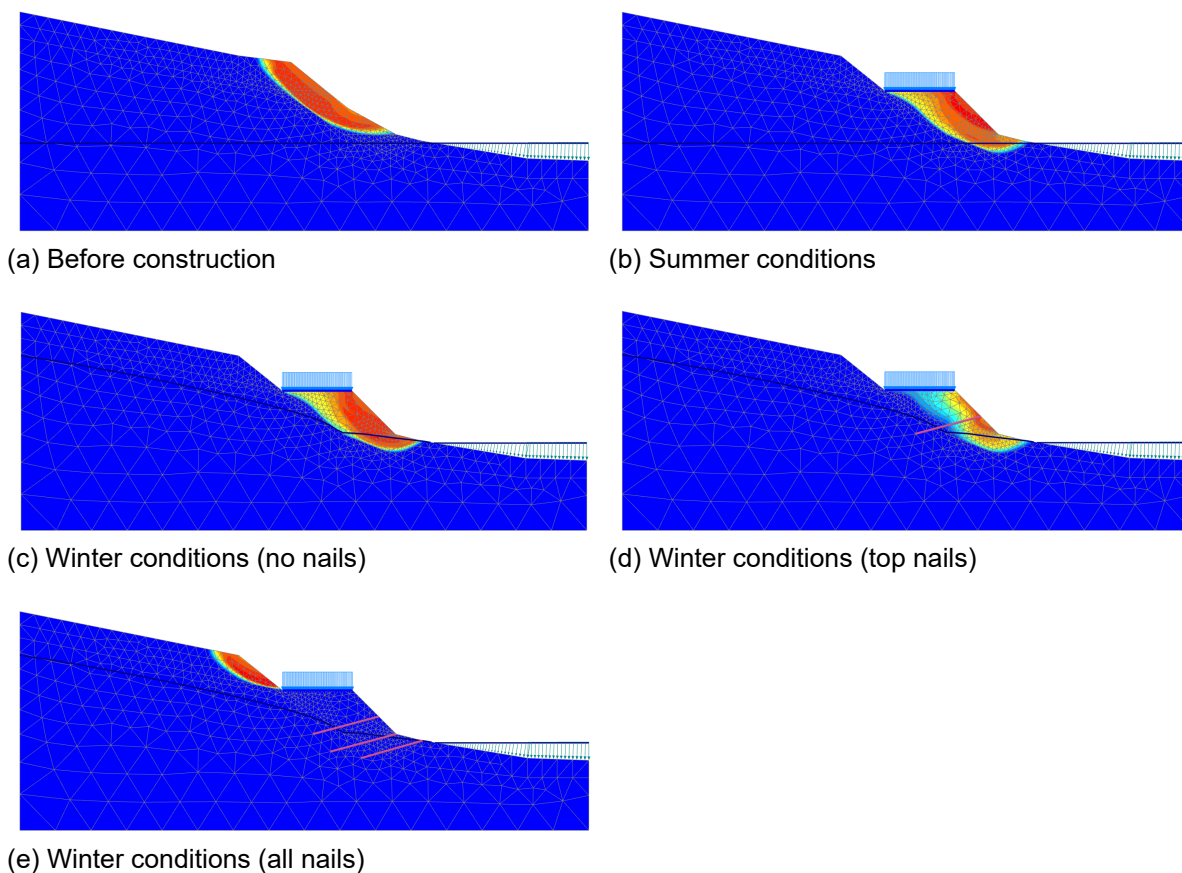 (a) Before construction
(b) Summer conditions
(c) Winter conditions (no nails)
(d) Winter conditions (top nails)
(e) Winter conditions (all nails)